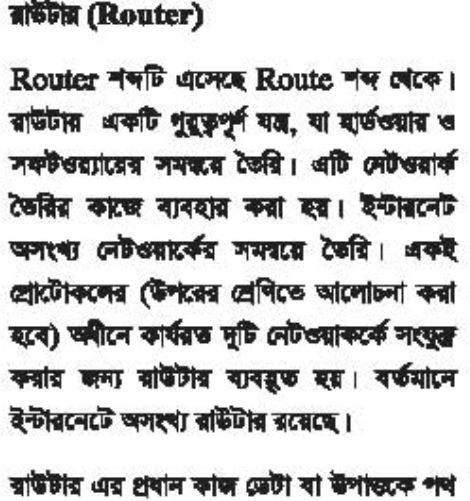 রাউটার (Router)
Router শব্দটি এসেছে Route শব্দ থেকে।
রাউটার একটি গুরুত্বপূর্ণ যন্ত্র, যা হার্ডওয়ার ও
সফটওয়্যারের সমন্বয়ে তৈরি। এটি নেটওয়ার্ক
তৈরির কাজে ব্যবহার করা হয়। ইন্টারনেট
অসংখ্য নেটওয়ার্কের সমন্বয়ে তৈরি। একই
প্রোটোকলের (উপরের শ্রেণিতে আলোচনা করা
হবে) অধীনে কার্যরত দুটি নেটওয়াকর্কে সংযুক্ত
করার জন্য রাউটার ব্যবহৃত হয়। বর্তমানে
ইন্টারনেটে অসংখ্য রাউটার রয়েছে।
রাউটার এর প্রধান কাজ ডেটা বা উপাত্তকে পথ